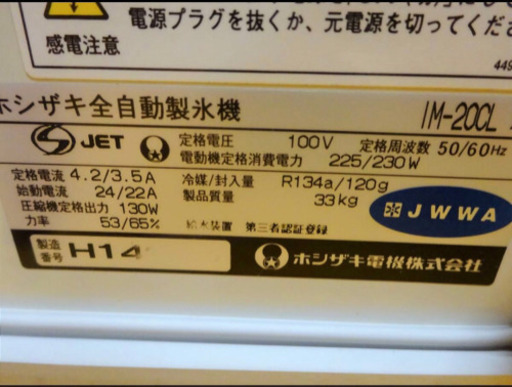 電源プラグを抜くか、元電源を切ってくださ
感電注意
449
ホシザキ全自動製氷機
IM-20CL
JET
定格電圧 100V 定格周波数 50/60Hz
電動機定格消費電力 225/230W
定格電流 4.2/3.5A
冷媒/封入量 R134a/120g
始動電流 24/22A
製品質量 33kg
圧縮機定格出力 130W
力率 53/65%
給水装置 第三者認証登録
JWWA
製造番号 H14
ホシザキ電機株式会社